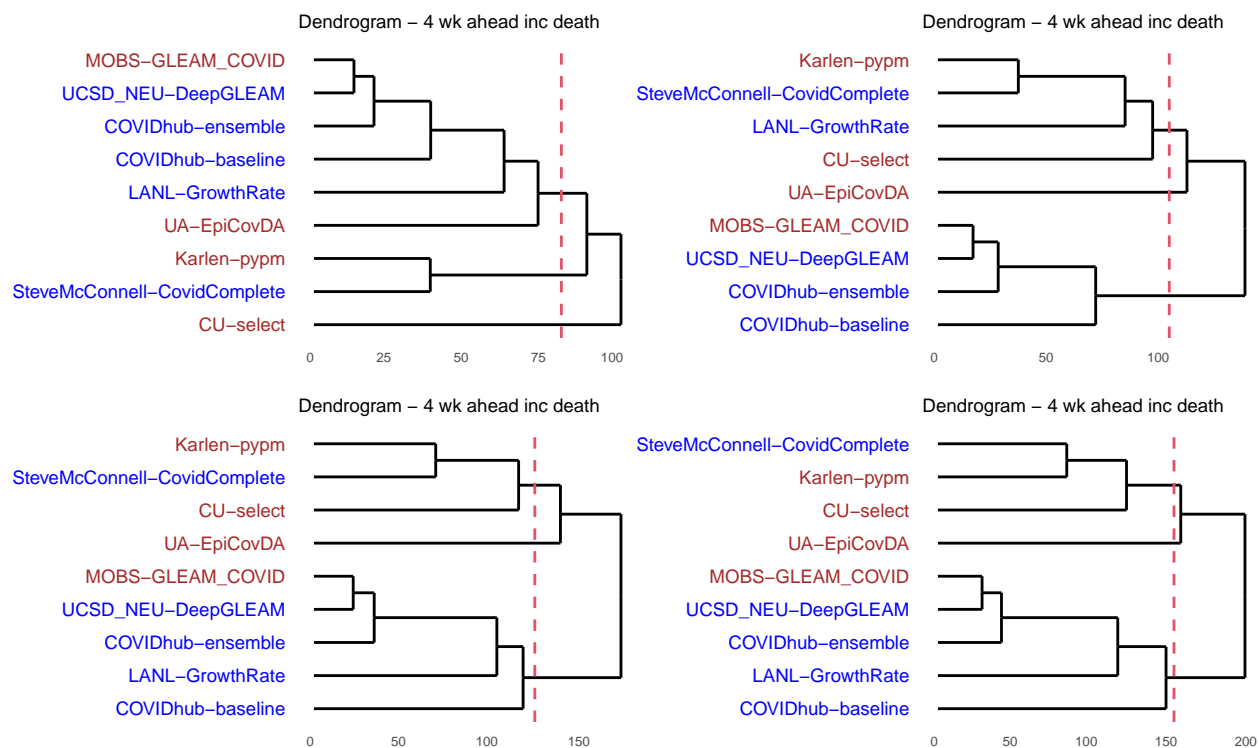 Dendrogram − 4 wk ahead inc death
MOBS−GLEAM_COVID
UCSD_NEU−DeepGLEAM
COVIDhub−ensemble
COVIDhub−baseline
LANL−GrowthRate
UA−EpiCovDA
Karlen−pypm
SteveMcConnell−CovidComplete
CU−select
0 25 50 75 100
Dendrogram − 4 wk ahead inc death
Karlen−pypm
SteveMcConnell−CovidComplete
LANL−GrowthRate
CU−select
UA−EpiCovDA
MOBS−GLEAM_COVID
UCSD_NEU−DeepGLEAM
COVIDhub−ensemble
COVIDhub−baseline
0 50 100
Dendrogram − 4 wk ahead inc death
Karlen−pypm
SteveMcConnell−CovidComplete
CU−select
UA−EpiCovDA
MOBS−GLEAM_COVID
UCSD_NEU−DeepGLEAM
COVIDhub−ensemble
LANL−GrowthRate
COVIDhub−baseline
0 50 100 150
Dendrogram − 4 wk ahead inc death
SteveMcConnell−CovidComplete
Karlen−pypm
CU−select
UA−EpiCovDA
MOBS−GLEAM_COVID
UCSD_NEU−DeepGLEAM
COVIDhub−ensemble
LANL−GrowthRate
COVIDhub−baseline
0 50 100 150 200